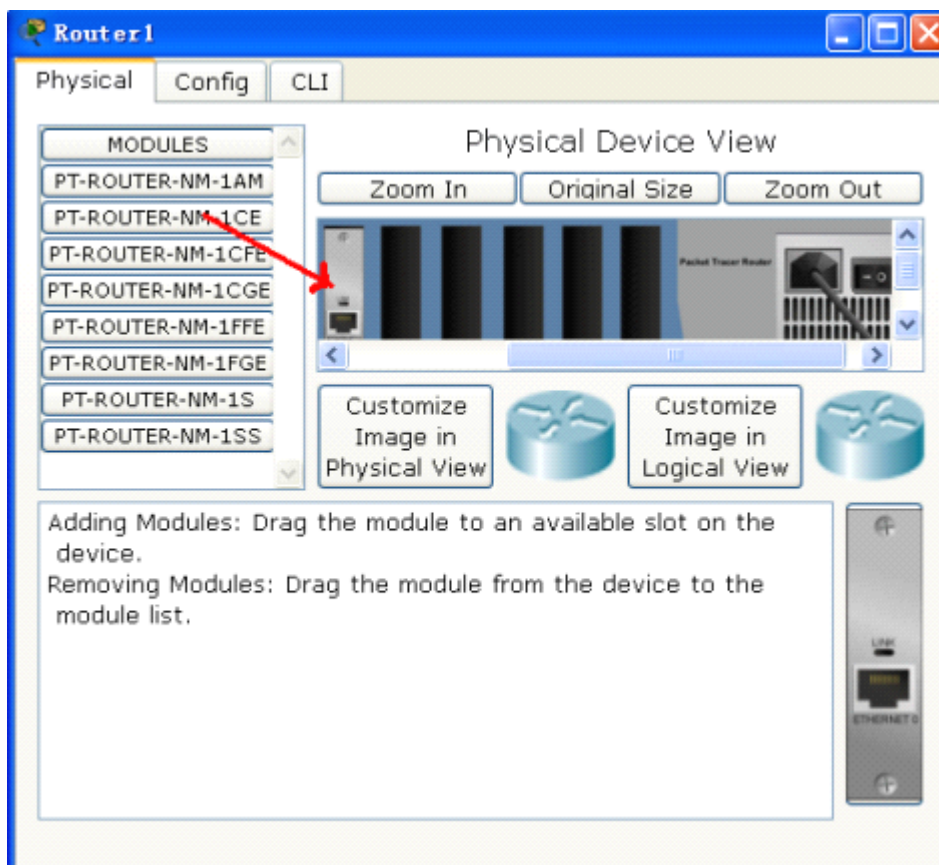 Router1
Physical
Config
CLI
MODULES
PT-ROUTER-NM-1AM
PT-ROUTER-NM-1CE
PT-ROUTER-NM-1CFE
PT-ROUTER-NM-1CGE
PT-ROUTER-NM-1FFE
PT-ROUTER-NM-1FGE
PT-ROUTER-NM-1S
PT-ROUTER-NM-1SS
Physical Device View
Zoom In
Original Size
Zoom Out
Packet Tracer Router
Customize
Image in
Physical View
Customize
Image in
Logical View
Adding Modules: Drag the module to an available slot on the
device.
Removing Modules: Drag the module from the device to the
module list.
LINK
ETHERNET 0